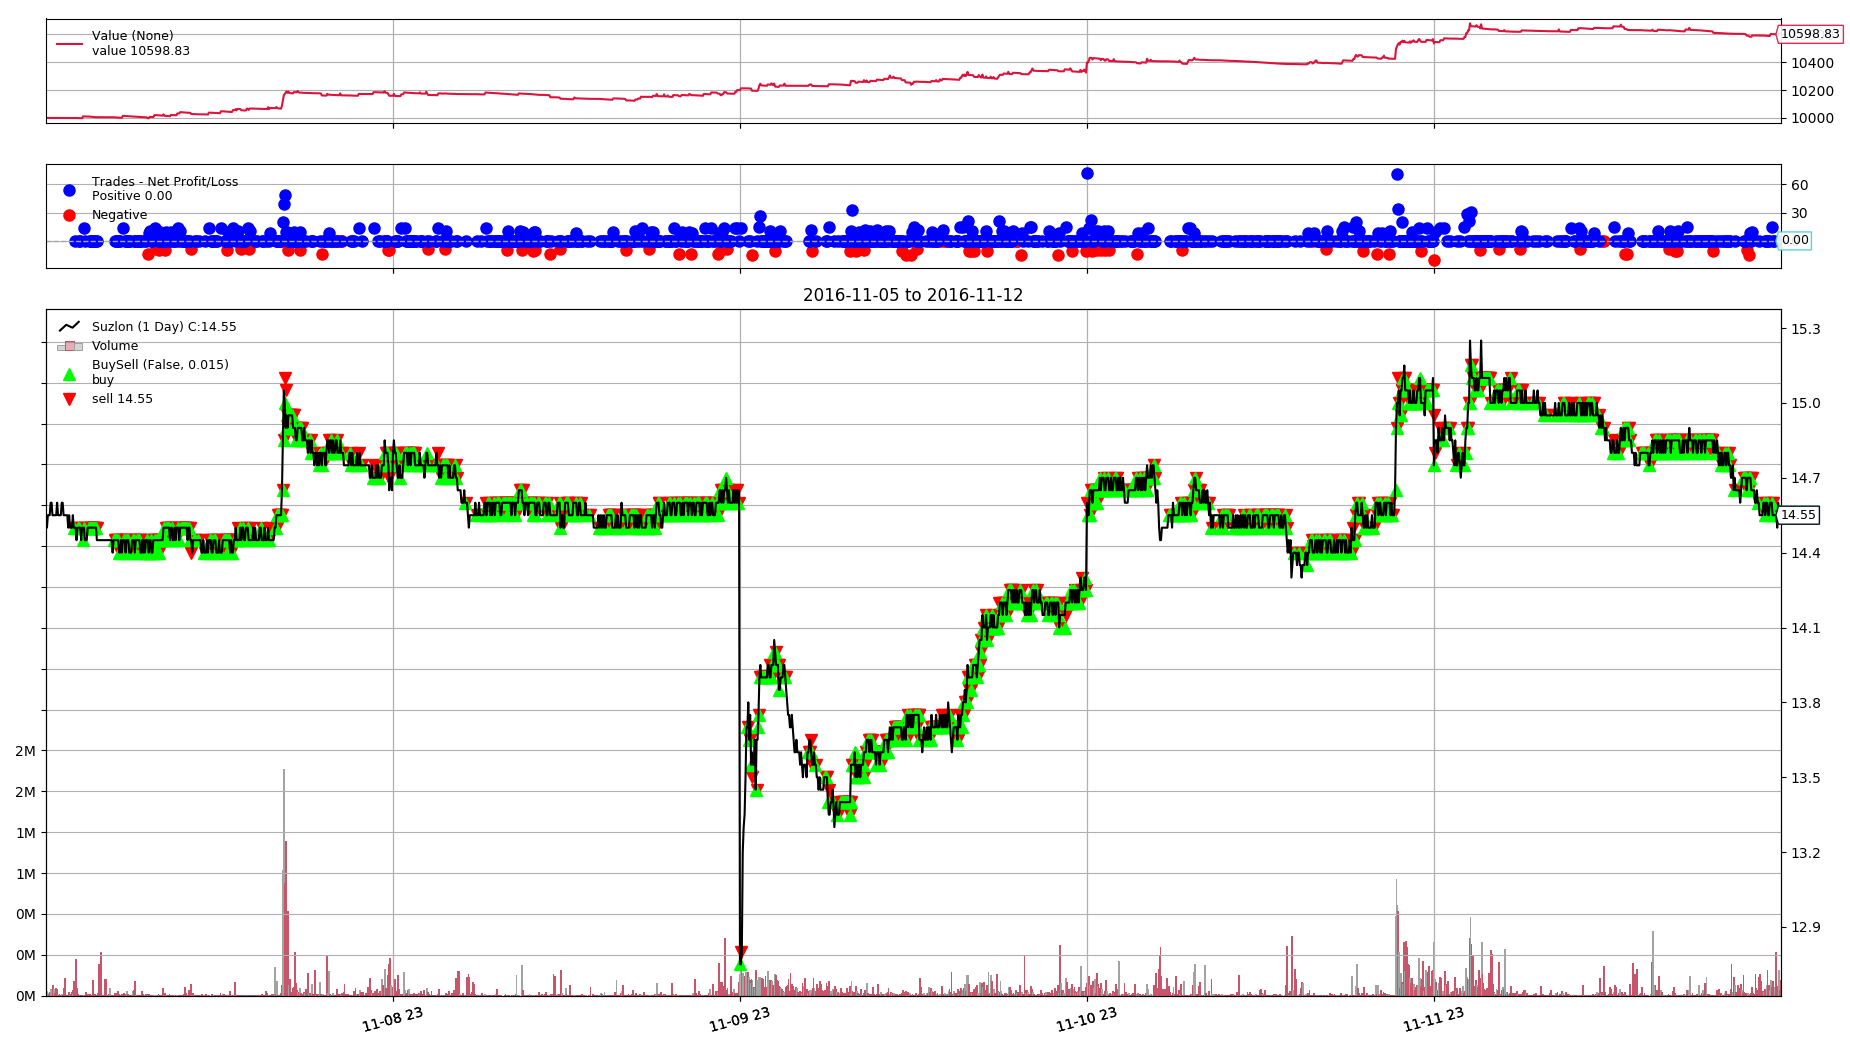 Value (None)
value 10598.83
10598.83
10400
10200
10000
Trades - Net Profit/Loss
Positive 0.00
Negative
60
30
0.00
2016-11-05 to 2016-11-12
Suzlon (1 Day) C:14.55
Volume
BuySell (False, 0.015)
buy
sell 14.55
15.3
15.0
14.7
14.55
14.4
14.1
13.8
13.5
13.2
12.9
2M
2M
1M
1M
0M
0M
0M
11-08 23
11-09 23
11-10 23
11-11 23